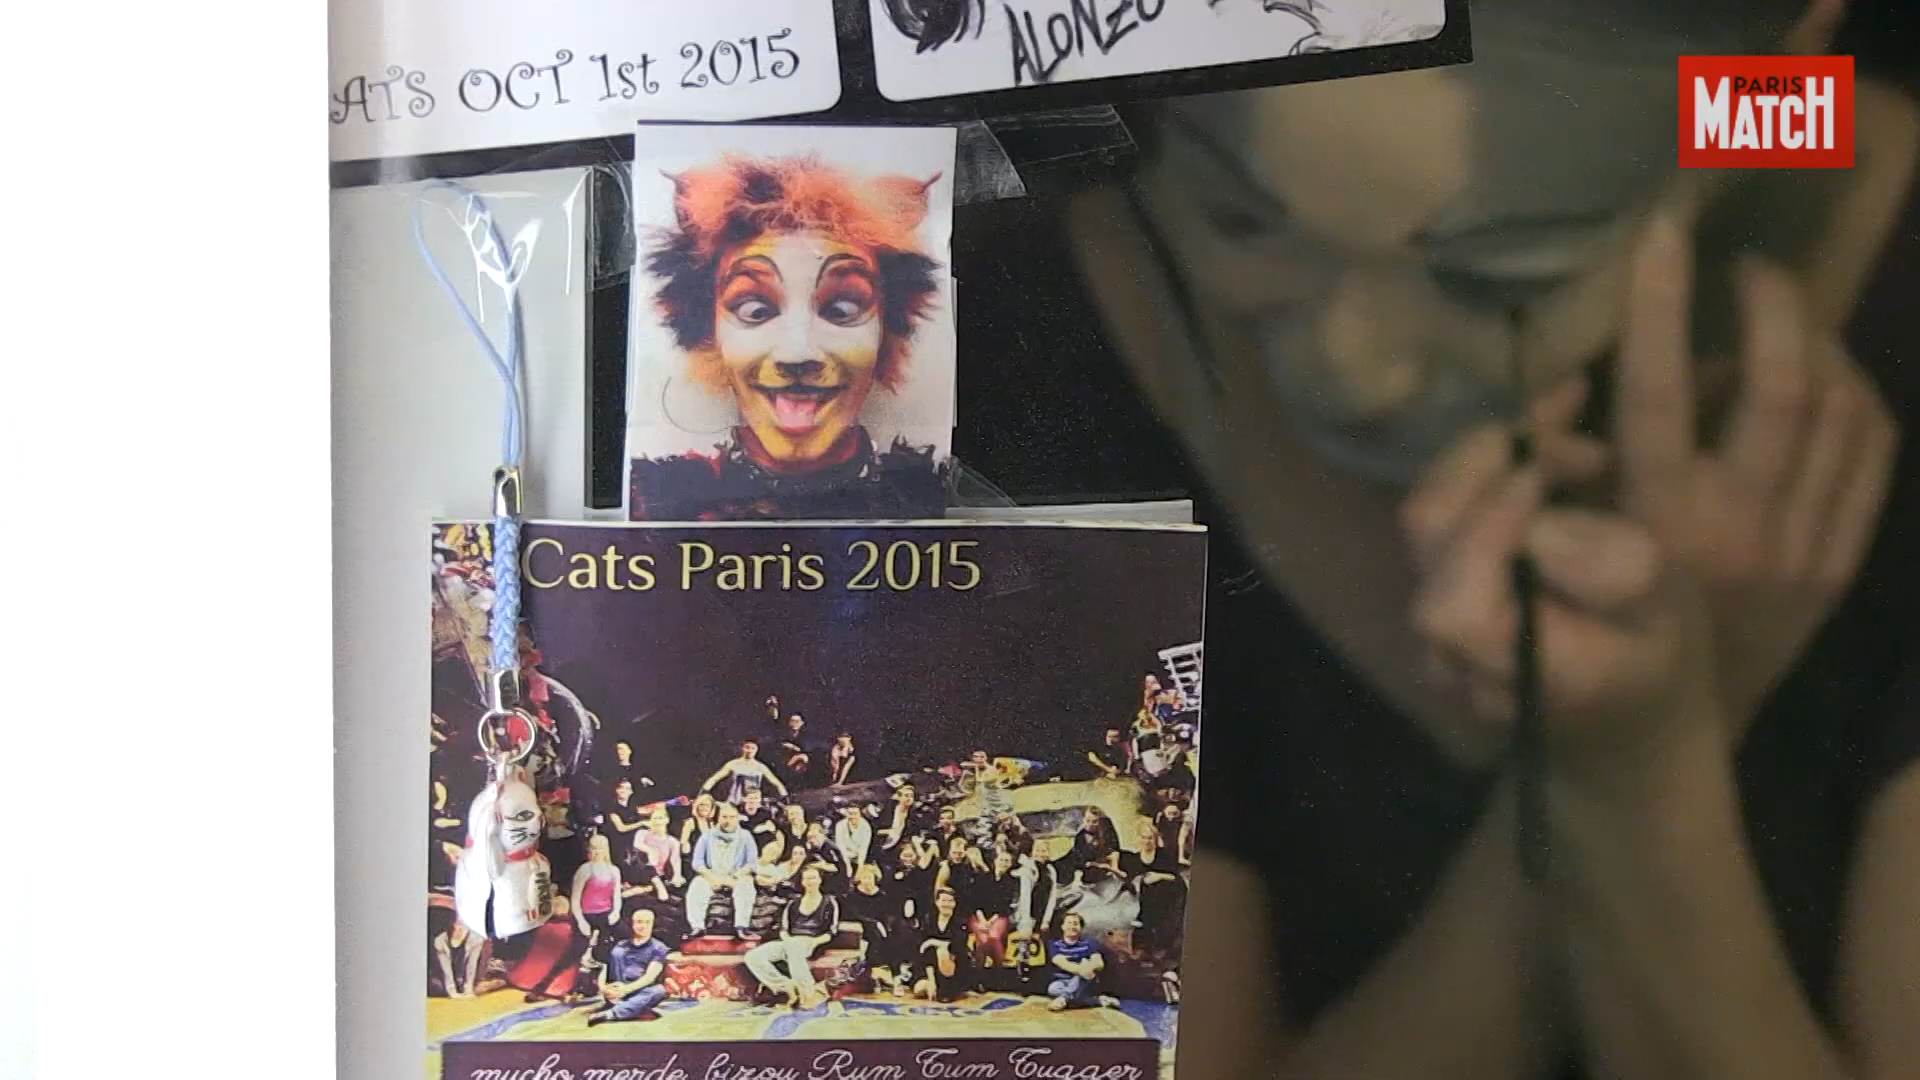 ATS OCT 1st 2015
ALONZO
PARIS
MATCH
Cats Paris 2015
mucho merde, bizou Rum Tum Tugger